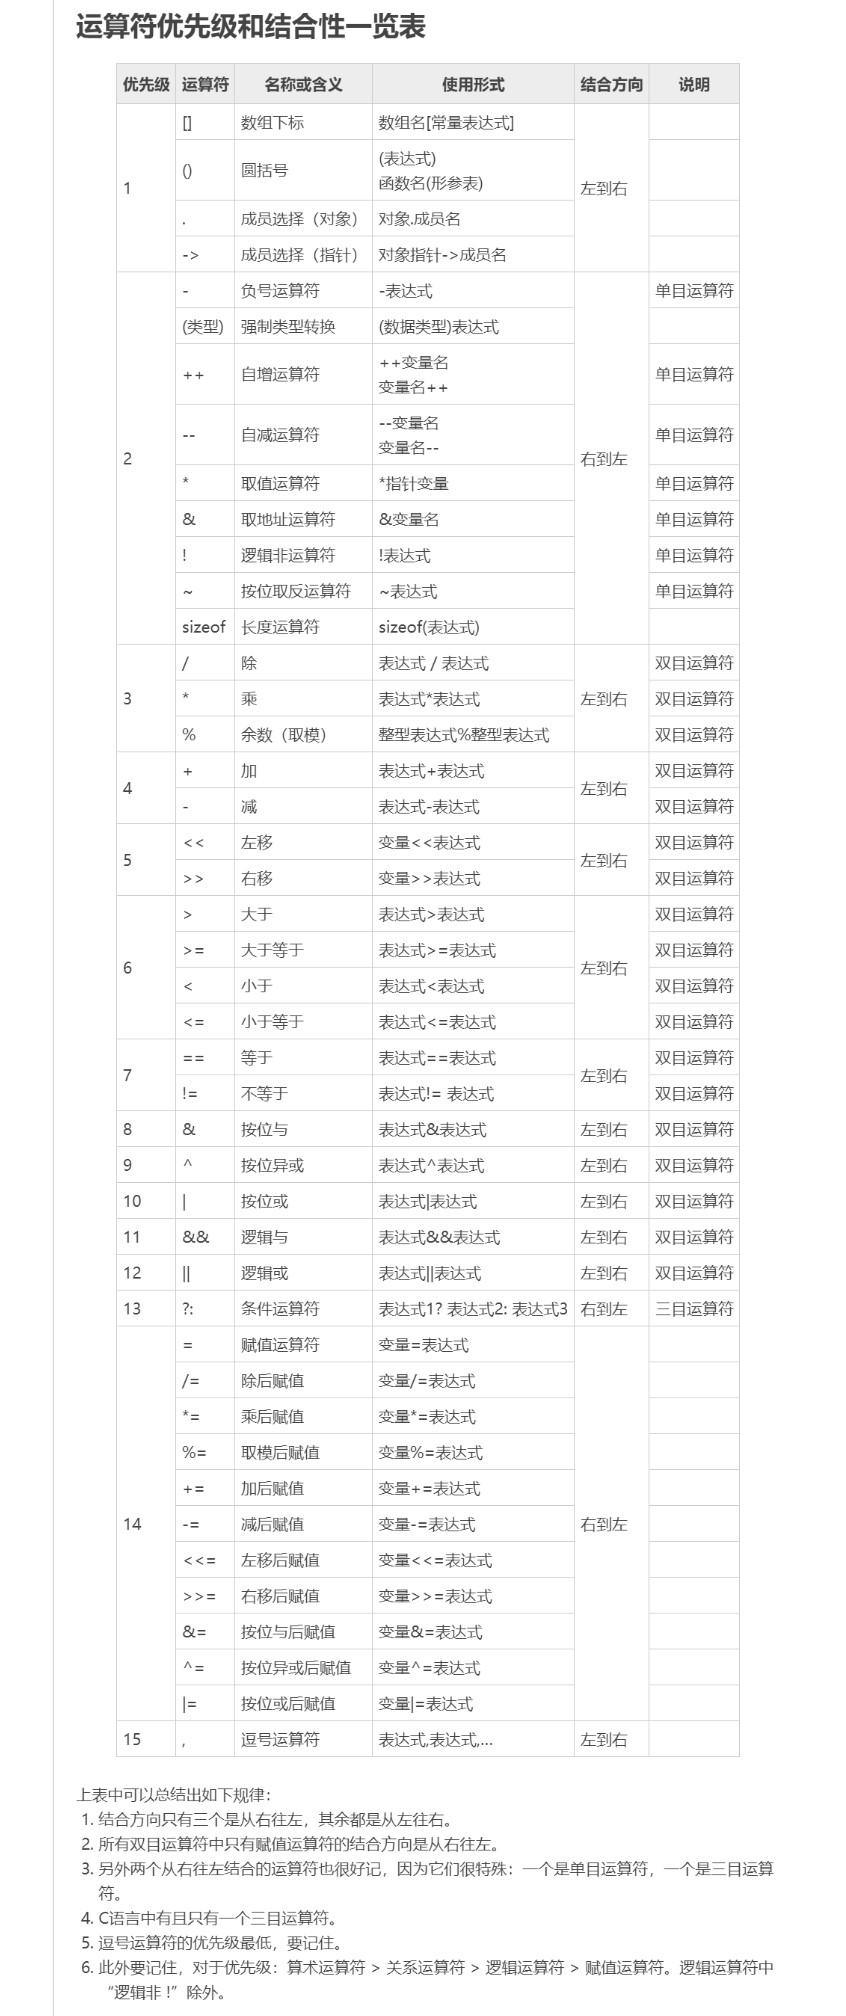 运算符优先级和结合性一览表
优先级 运算符 名称或含义 使用形式 结合方向 说明
1 [] 数组下标 数组名[常量表达式] 左到右
() 圆括号 (表达式)
函数名(形参表)
. 成员选择（对象） 对象.成员名
-> 成员选择（指针） 对象指针->成员名
2 - 负号运算符 -表达式 右到左 单目运算符
(类型) 强制类型转换 (数据类型)表达式
++ 自增运算符 ++变量名
变量名++ 单目运算符
-- 自减运算符 --变量名
变量名-- 单目运算符
* 取值运算符 *指针变量 单目运算符
& 取地址运算符 &变量名 单目运算符
! 逻辑非运算符 !表达式 单目运算符
~ 按位取反运算符 ~表达式 单目运算符
sizeof 长度运算符 sizeof(表达式)
3 / 除 表达式 / 表达式 左到右 双目运算符
* 乘 表达式*表达式 双目运算符
% 余数（取模） 整型表达式%整型表达式 双目运算符
4 + 加 表达式+表达式 左到右 双目运算符
- 减 表达式-表达式 双目运算符
5 << 左移 变量<<表达式 左到右 双目运算符
>> 右移 变量>>表达式 双目运算符
6 > 大于 表达式>表达式 左到右 双目运算符
>= 大于等于 表达式>=表达式 双目运算符
< 小于 表达式<表达式 双目运算符
<= 小于等于 表达式<=表达式 双目运算符
7 == 等于 表达式==表达式 左到右 双目运算符
!= 不等于 表达式!= 表达式 双目运算符
8 & 按位与 表达式&表达式 左到右 双目运算符
9 ^ 按位异或 表达式^表达式 左到右 双目运算符
10 | 按位或 表达式|表达式 左到右 双目运算符
11 && 逻辑与 表达式&&表达式 左到右 双目运算符
12 || 逻辑或 表达式||表达式 左到右 双目运算符
13 ?: 条件运算符 表达式1? 表达式2: 表达式3 右到左 三目运算符
14 = 赋值运算符 变量=表达式 右到左
/= 除后赋值 变量/=表达式
*= 乘后赋值 变量*=表达式
%= 取模后赋值 变量%=表达式
+= 加后赋值 变量+=表达式
-= 减后赋值 变量-=表达式
<<= 左移后赋值 变量<<=表达式
>>= 右移后赋值 变量>>=表达式
&= 按位与后赋值 变量&=表达式
^= 按位异或后赋值 变量^=表达式
|= 按位或后赋值 变量|=表达式
15 , 逗号运算符 表达式,表达式,... 左到右
上表中可以总结出如下规律：
1. 结合方向只有三个是从右往左，其余都是从左往右。
2. 所有双目运算符中只有赋值运算符的结合方向是从右往左。
3. 另外两个从右往左结合的运算符也很好记，因为它们很特殊：一个是单目运算符，一个是三目运算
符。
4. C语言中有且只有一个三目运算符。
5. 逗号运算符的优先级最低，要记住。
6. 此外要记住，对于优先级：算术运算符 > 关系运算符 > 逻辑运算符 > 赋值运算符。逻辑运算符中
“逻辑非 !”除外。